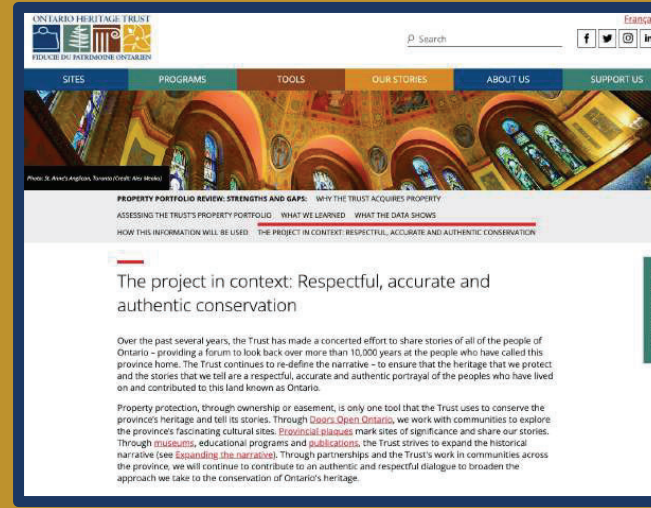 ONTARIO HERITAGE TRUST
FIDUCIE DU PATRIMOINE ONTARIEN
Search
França
SITES PROGRAMS TOOLS OUR STORIES ABOUT US SUPPORT US
Photo: St. Anne's Anglican, Toronto (Credit: Alex Meeks)
PROPERTY PORTFOLIO REVIEW: STRENGTHS AND GAPS: WHY THE TRUST ACQUIRES PROPERTY
ASSESSING THE TRUST'S PROPERTY PORTFOLIO WHAT WE LEARNED WHAT THE DATA SHOWS
HOW THIS INFORMATION WILL BE USED THE PROJECT IN CONTEXT: RESPECTFUL, ACCURATE AND AUTHENTIC CONSERVATION
The project in context: Respectful, accurate and
authentic conservation
Over the past several years, the Trust has made a concerted effort to share stories of all of the people of
Ontario – providing a forum to look back over more than 10,000 years at the people who have called this
province home. The Trust continues to re-define the narrative – to ensure that the heritage that we protect
and the stories that we tell are a respectful, accurate and authentic portrayal of the peoples who have lived
on and contributed to this land known as Ontario.
Property protection, through ownership or easement, is only one tool that the Trust uses to conserve the
province's heritage and tell its stories. Through Doors Open Ontario, we work with communities to explore
the province's fascinating cultural sites. Provincial plaques mark sites of significance and share our stories.
Through museums, educational programs and publications, the Trust strives to expand the historical
narrative (see Expanding the narrative). Through partnerships and the Trust's work in communities across
the province, we will continue to contribute to an authentic and respectful dialogue to broaden the
approach we take to the conservation of Ontario's heritage.